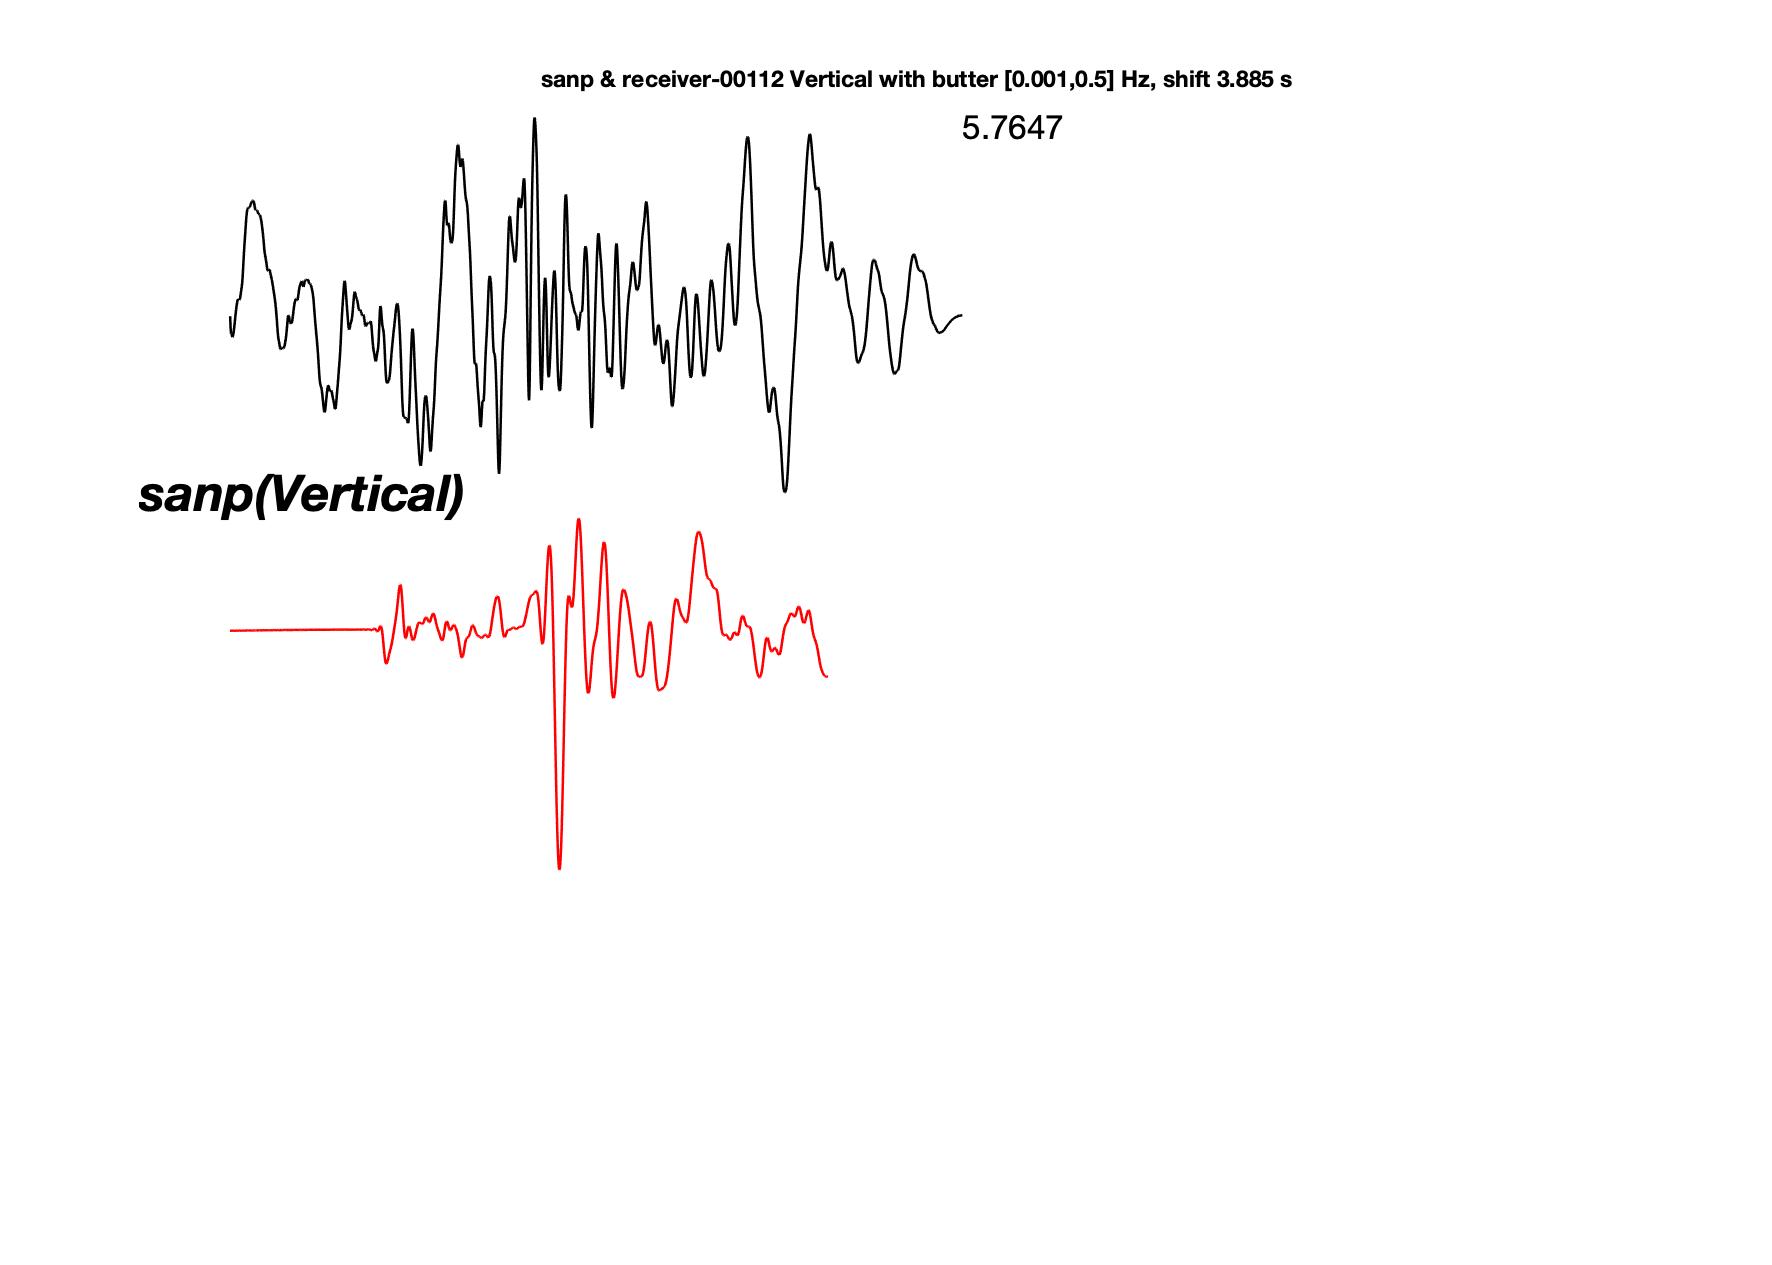 sanp & receiver-00112 Vertical with butter [0.001,0.5] Hz, shift 3.885 s
5.7647
sanp(Vertical)